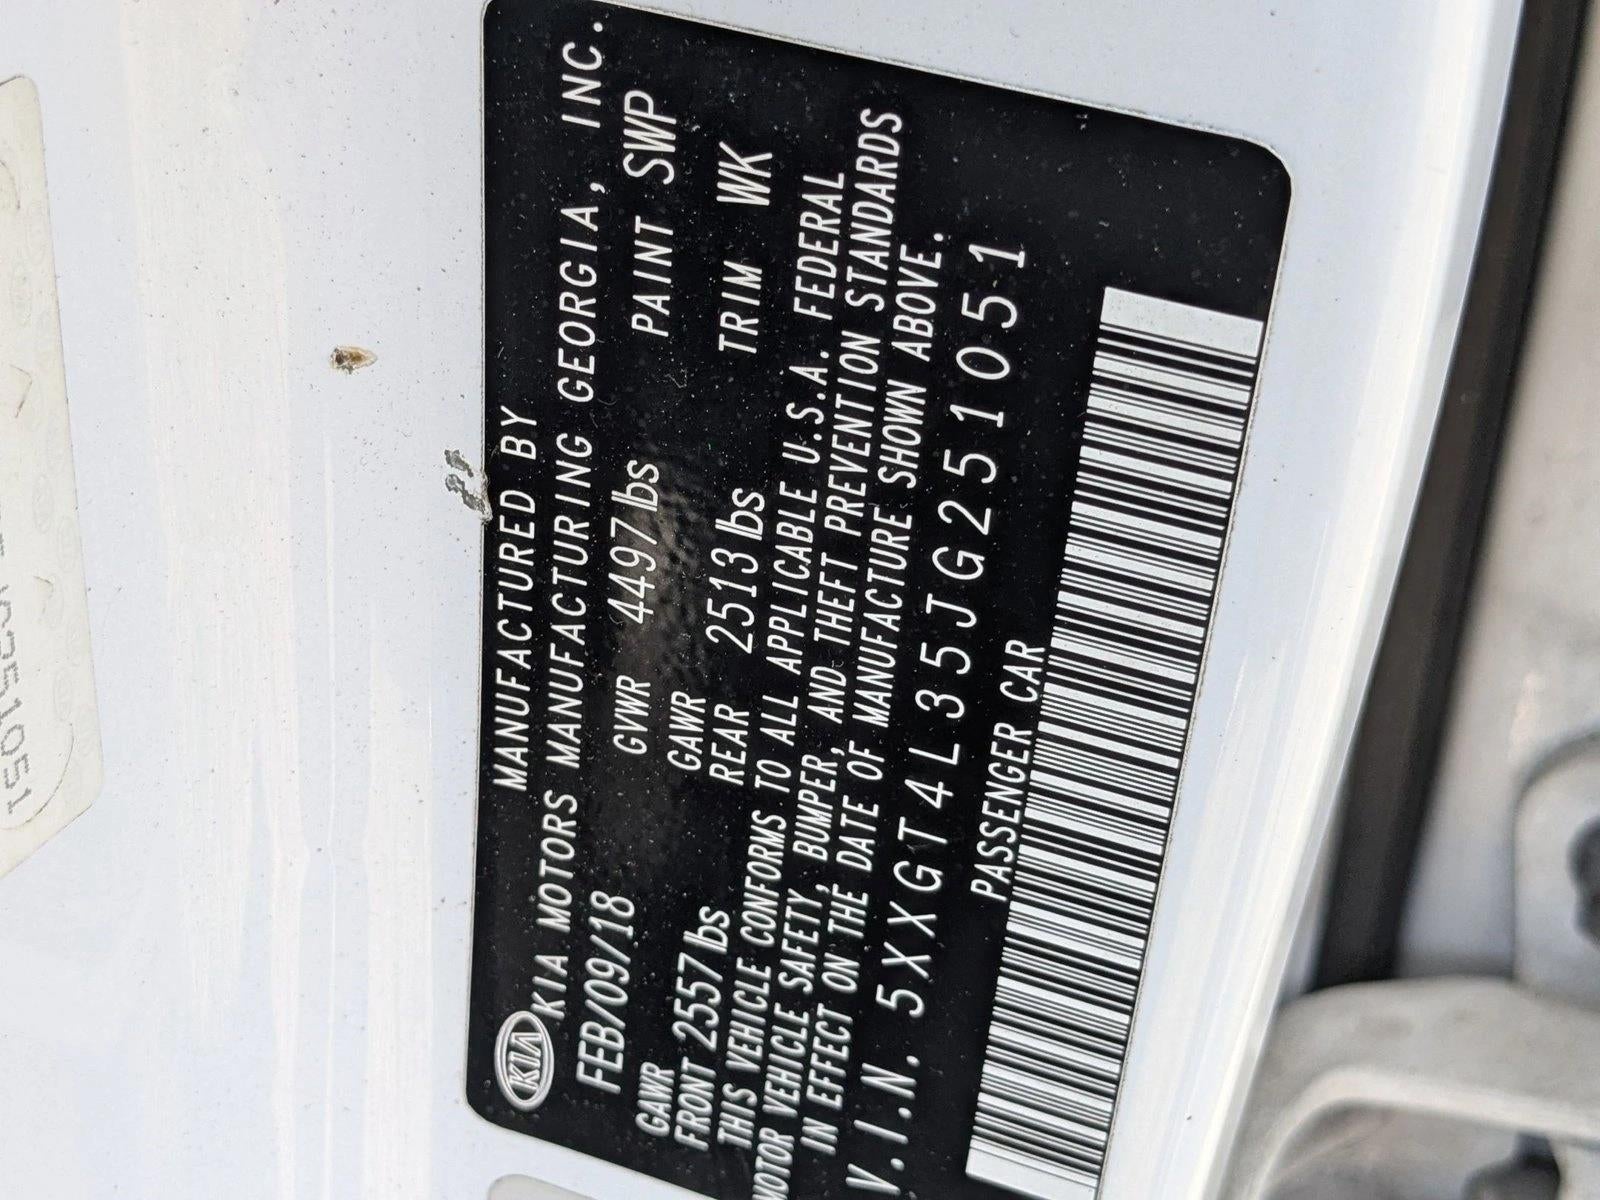 KIA
MANUFACTURED BY
KIA MOTORS MANUFACTURING GEORGIA, INC.
FEB/09/18 GVWR 4497lbs PAINT SWP
GAWR GAWR
FRONT 2557lbs REAR 2513lbs TRIM WK
THIS VEHICLE CONFORMS TO ALL APPLICABLE U.S.A. FEDERAL
MOTOR VEHICLE SAFETY, BUMPER, AND THEFT PREVENTION STANDARDS
IN EFFECT ON THE DATE OF MANUFACTURE SHOWN ABOVE.
V.I.N. 5XXGT4L35JG251051
PASSENGER CAR